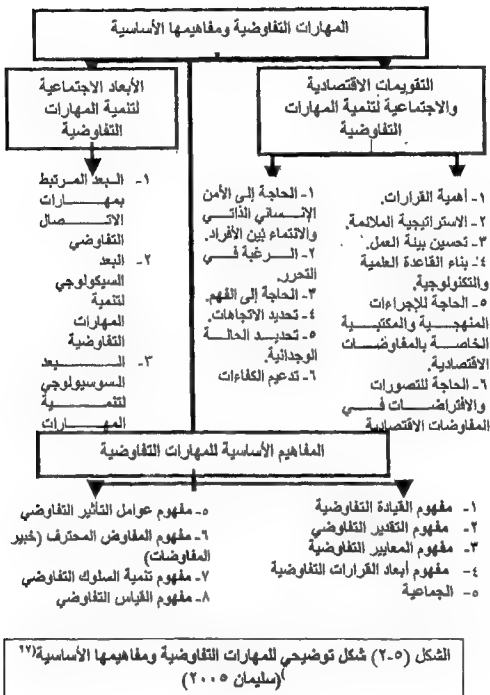 المهارات التفاوضية ومفاهيمها الأساسية
التقويمات الاقتصادية
والاجتماعية لتنمية المهارات
التفاوضية
الأبعاد الاجتماعية
لتنمية المهارات
التفاوضية
١- أهمية القرارات.
٢- الاستراتيجية الملائمة.
٣- تحسين بيئة العمل.
٤- بناء القاعدة العلمية
والتكنولوجية.
٥- الحاجة للإجراءات
المنهجية والمكتبية
الخاصة بالمفاوضات
الاقتصادية.
٦- الحاجة للتصورات
والافتراضات في
المفاوضات الاقتصادية
١- الحاجة إلى الأمن
الإنساني الذاتي
والانتماء بين الأفراد.
٢- الرغبة في
التحرر.
٣- الحاجة إلى الفهم.
٤- تحديد الاتجاهات.
٥- تحديد الحالة
الوجدانية.
٦- تدعيم الكفاءات
١- البعد المرتبط
بمهارات
الاتصال
التفاوضي
٢- البعد
السيكولوجي
لتنمية
المهارات
التفاوضية
٣- البعد
السوسيولوجي
لتنمية
المهارات
المفاهيم الأساسية للمهارات التفاوضية
١- مفهوم القيادة التفاوضية
٢- مفهوم التقدير التفاوضي
٣- مفهوم المعايير التفاوضية
٤- مفهوم أبعاد القرارات التفاوضية
٥- الجماعية
٥- مفهوم عوامل التأثير التفاوضي
٦- مفهوم المفاوض المحترف (خبير
المفاوضات)
٧- مفهوم تنمية السلوك التفاوضي
٨- مفهوم القياس التفاوضي
الشكل (٥-٢) شكل توضيحي للمهارات التفاوضية ومفاهيمها الأساسية(٢٧
)(سليمان ٢٠٠٥)